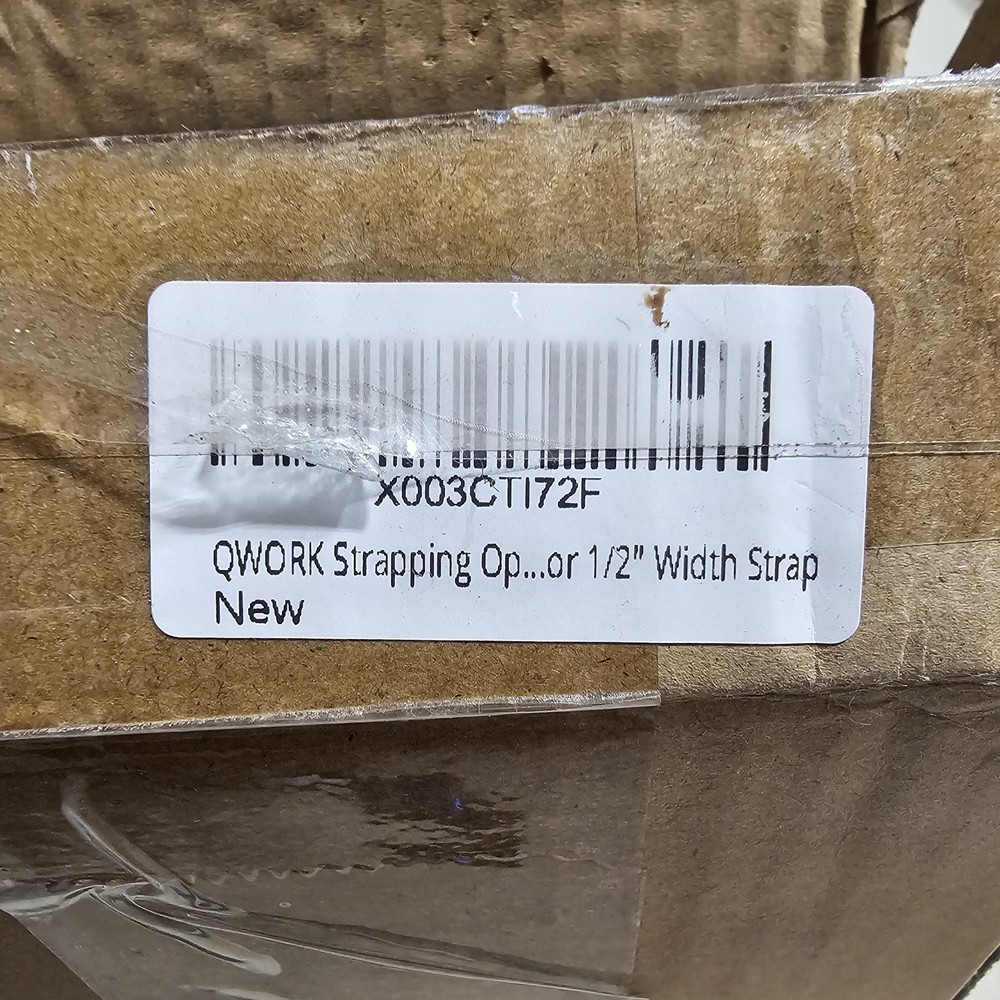 X003CTI72F
QWORK Strapping Op...or 1/2" Width Strap
New